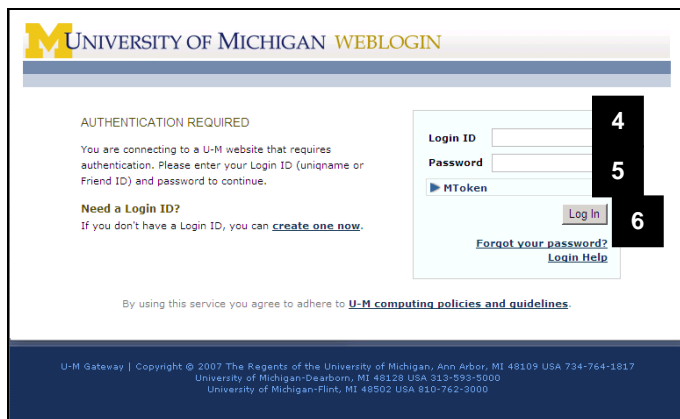 M UNIVERSITY OF MICHIGAN WEBLOGIN
AUTHENTICATION REQUIRED
You are connecting to a U-M website that requires
authentication. Please enter your Login ID (uniqname or
Friend ID) and password to continue.
Need a Login ID?
If you don't have a Login ID, you can create one now.
Login ID
4
Password
5
MToken
Log In
6
Forgot your password?
Login Help
By using this service you agree to adhere to U-M computing policies and guidelines.
U-M Gateway | Copyright © 2007 The Regents of the University of Michigan, Ann Arbor, MI 48109 USA 734-764-1817
University of Michigan-Dearborn, MI 48128 USA 313-593-5000
University of Michigan-Flint, MI 48502 USA 810-762-3000